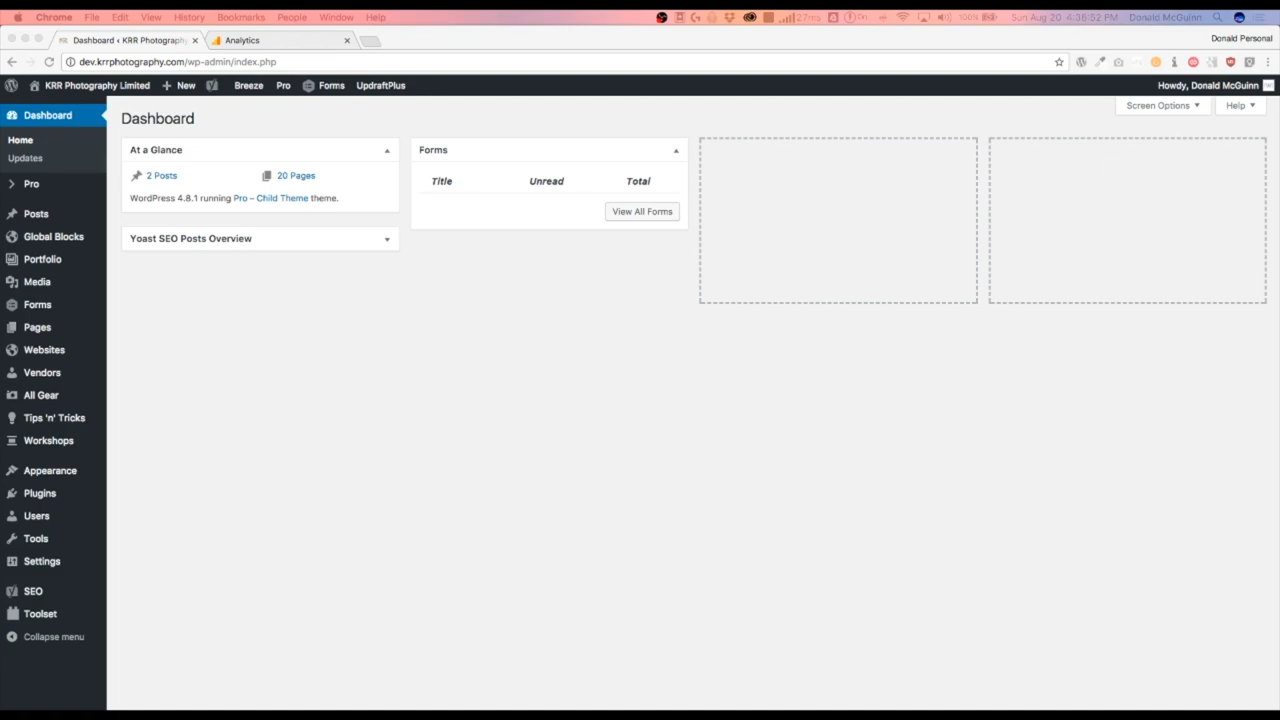 Chrome File Edit View History Bookmarks People Window Help 27ms On 100% Sun Aug 20 4:36:52 PM Donald McGuinn
Dashboard ‹ KRR Photography × Analytics × Donald Personal
dev.krrphotography.com/wp-admin/index.php
KRR Photography Limited New Breeze Pro Forms UpdraftPlus Howdy, Donald McGuinn
Screen Options Help
Dashboard
Home
Updates
Pro
Posts
Global Blocks
Portfolio
Media
Forms
Pages
Websites
Vendors
All Gear
Tips 'n' Tricks
Workshops
Appearance
Plugins
Users
Tools
Settings
SEO
Toolset
Collapse menu
Dashboard
At a Glance
2 Posts 20 Pages
WordPress 4.8.1 running Pro – Child Theme theme.
Yoast SEO Posts Overview
Forms
Title Unread Total
View All Forms